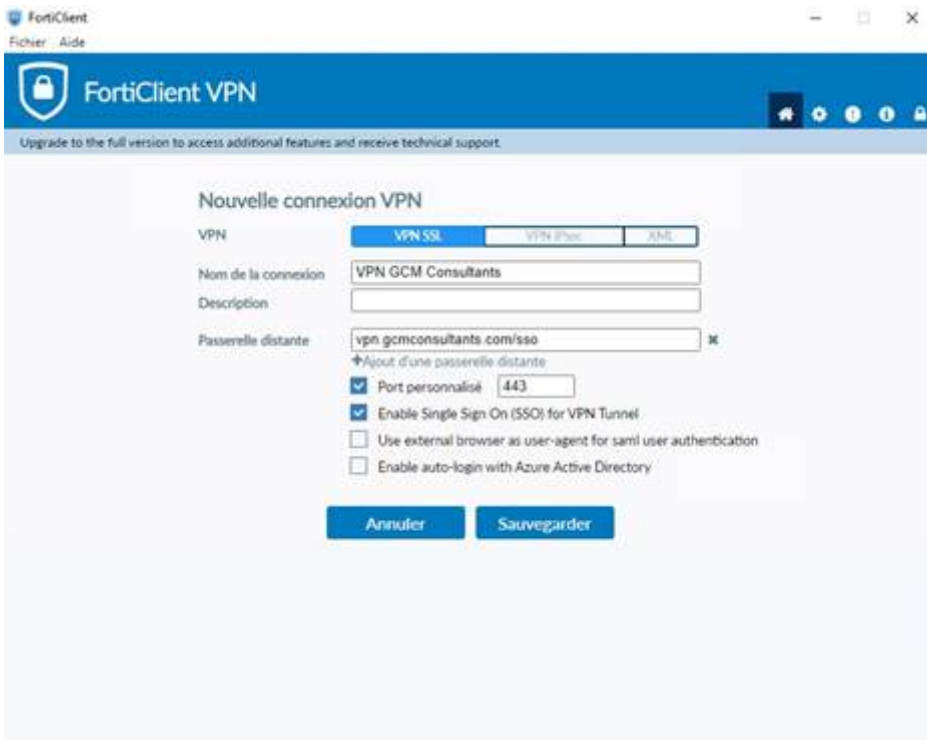 FortiClient
Fichier Aide
FortiClient VPN
Upgrade to the full version to access additional features and receive technical support.
Nouvelle connexion VPN
VPN VPN SSL VPN IPsec XML
Nom de la connexion VPN GCM Consultants
Description
Passerelle distante vpn.gcmconsultants.com/sso
+Ajout d'une passerelle distante
Port personnalisé 443
Enable Single Sign On (SSO) for VPN Tunnel
Use external browser as user-agent for saml user authentication
Enable auto-login with Azure Active Directory
Annuler Sauvegarder